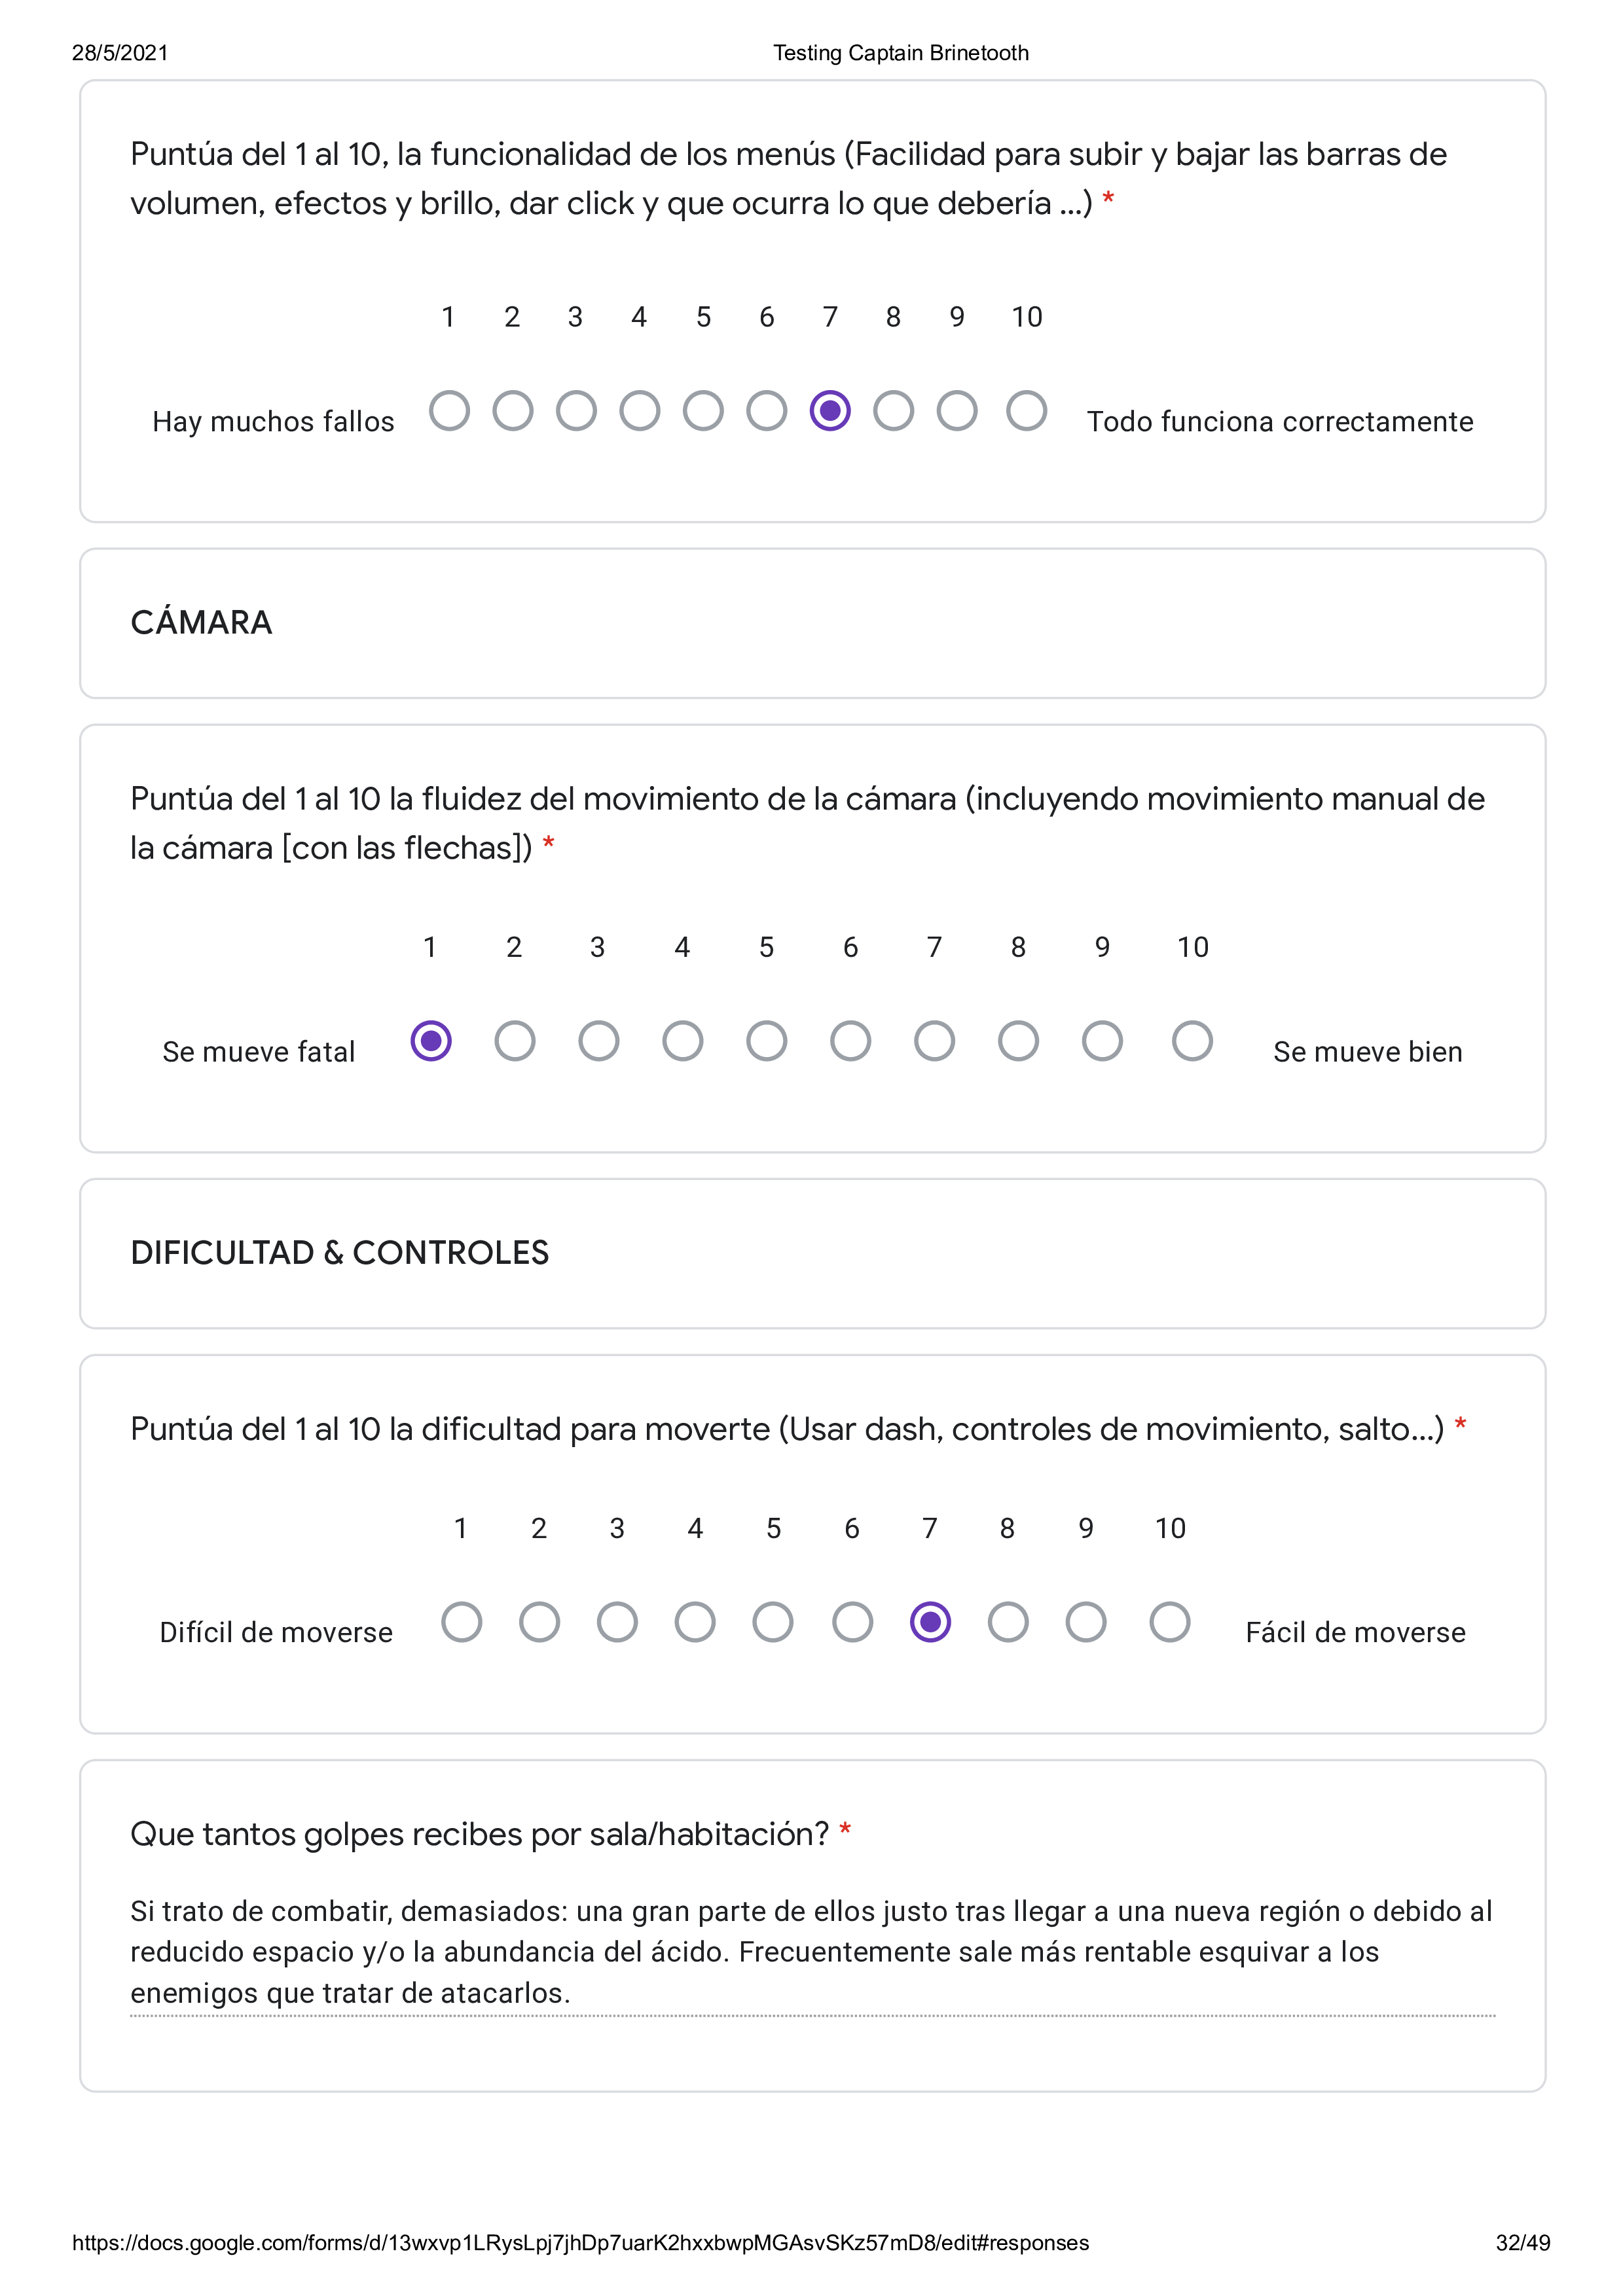 28/5/2021 Testing Captain Brinetooth
Puntúa del 1 al 10, la funcionalidad de los menús (Facilidad para subir y bajar las barras de
volumen, efectos y brillo, dar click y que ocurra lo que debería ...) *
1 2 3 4 5 6 7 8 9 10
Hay muchos fallos Todo funciona correctamente
CÁMARA
Puntúa del 1 al 10 la fluidez del movimiento de la cámara (incluyendo movimiento manual de
la cámara [con las flechas]) *
1 2 3 4 5 6 7 8 9 10
Se mueve fatal Se mueve bien
DIFICULTAD & CONTROLES
Puntúa del 1 al 10 la dificultad para moverte (Usar dash, controles de movimiento, salto...) *
1 2 3 4 5 6 7 8 9 10
Difícil de moverse Fácil de moverse
Que tantos golpes recibes por sala/habitación? *
Si trato de combatir, demasiados: una gran parte de ellos justo tras llegar a una nueva región o debido al
reducido espacio y/o la abundancia del ácido. Frecuentemente sale más rentable esquivar a los
enemigos que tratar de atacarlos.
https://docs.google.com/forms/d/13wxvp1LRysLpj7jhDp7uarK2hxxbwpMGAsvSKz57mD8/edit#responses 32/49